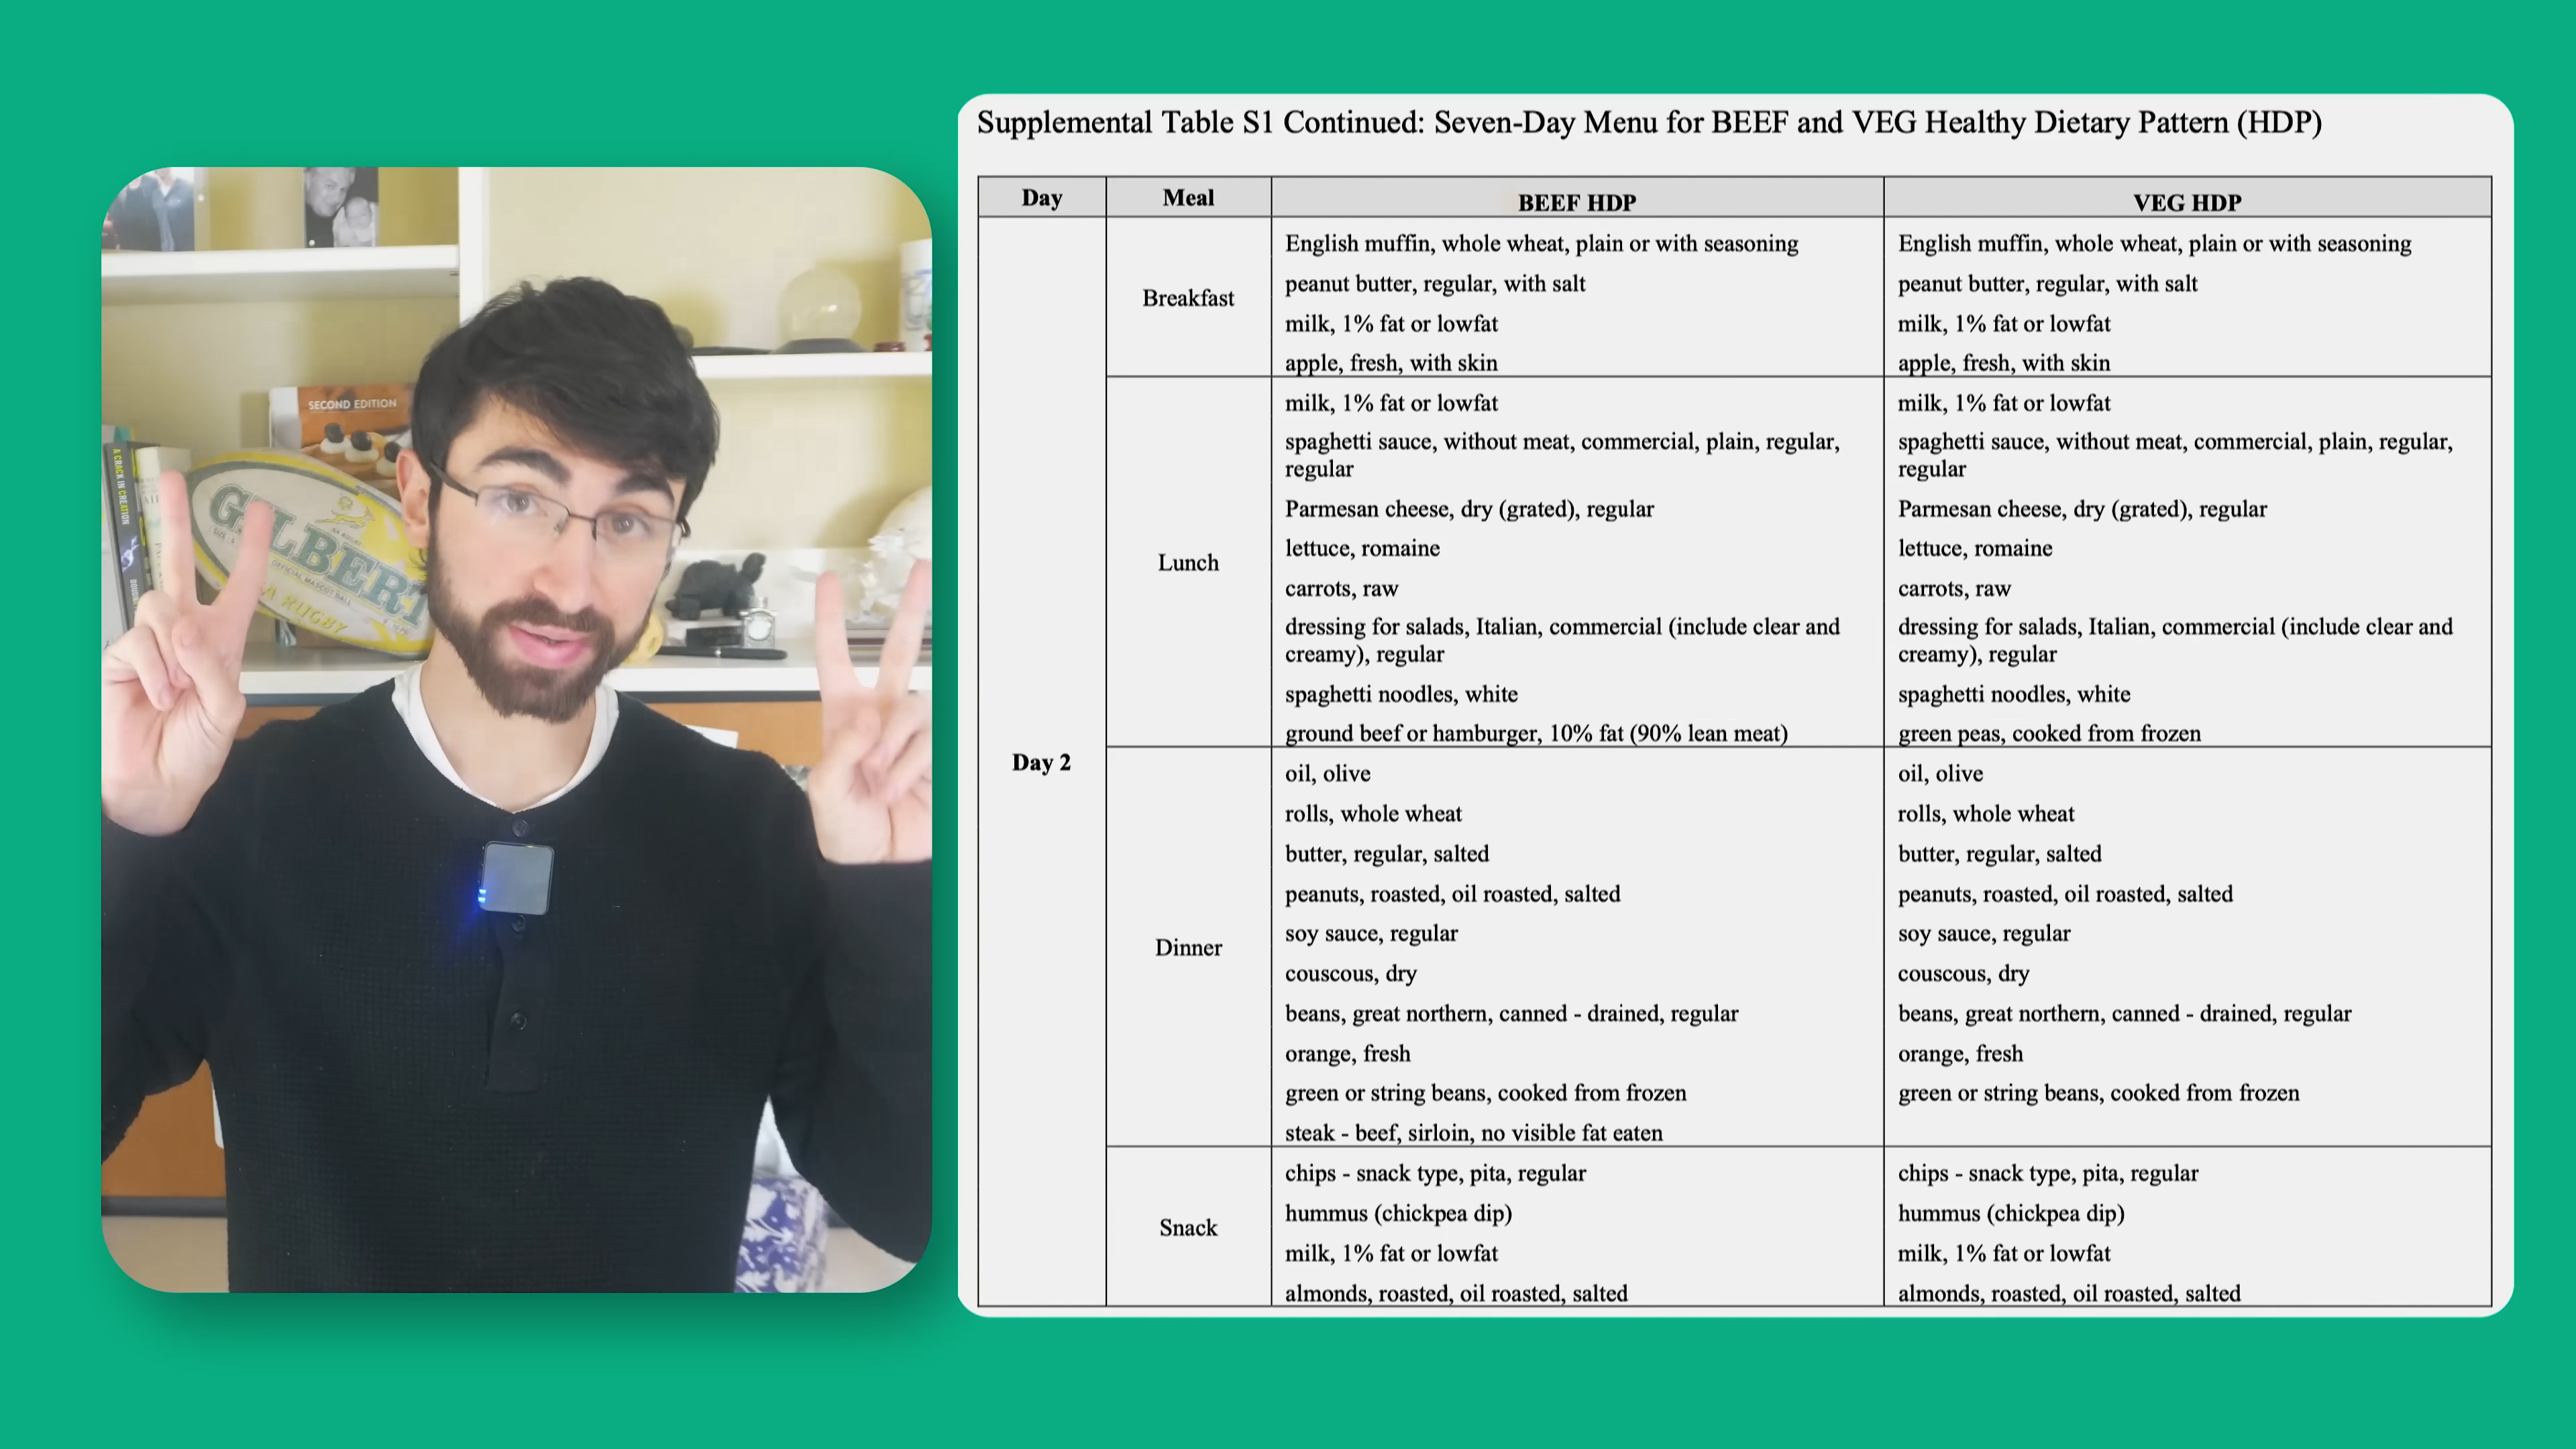 Supplemental Table S1 Continued: Seven-Day Menu for BEEF and VEG Healthy Dietary Pattern (HDP)
Day
Meal
BEEF HDP
VEG HDP
Day 2
Breakfast
English muffin, whole wheat, plain or with seasoning
peanut butter, regular, with salt
milk, 1% fat or lowfat
apple, fresh, with skin
English muffin, whole wheat, plain or with seasoning
peanut butter, regular, with salt
milk, 1% fat or lowfat
apple, fresh, with skin
Lunch
milk, 1% fat or lowfat
spaghetti sauce, without meat, commercial, plain, regular,
regular
Parmesan cheese, dry (grated), regular
lettuce, romaine
carrots, raw
dressing for salads, Italian, commercial (include clear and
creamy), regular
spaghetti noodles, white
ground beef or hamburger, 10% fat (90% lean meat)
milk, 1% fat or lowfat
spaghetti sauce, without meat, commercial, plain, regular,
regular
Parmesan cheese, dry (grated), regular
lettuce, romaine
carrots, raw
dressing for salads, Italian, commercial (include clear and
creamy), regular
spaghetti noodles, white
green peas, cooked from frozen
Dinner
oil, olive
rolls, whole wheat
butter, regular, salted
peanuts, roasted, oil roasted, salted
soy sauce, regular
couscous, dry
beans, great northern, canned - drained, regular
orange, fresh
green or string beans, cooked from frozen
steak - beef, sirloin, no visible fat eaten
oil, olive
rolls, whole wheat
butter, regular, salted
peanuts, roasted, oil roasted, salted
soy sauce, regular
couscous, dry
beans, great northern, canned - drained, regular
orange, fresh
green or string beans, cooked from frozen
Snack
chips - snack type, pita, regular
hummus (chickpea dip)
milk, 1% fat or lowfat
almonds, roasted, oil roasted, salted
chips - snack type, pita, regular
hummus (chickpea dip)
milk, 1% fat or lowfat
almonds, roasted, oil roasted, salted
SECOND EDITION
A CRACK IN CREATION
GILBERT
OFFICIAL MASCOT BALL
SA RUGBY